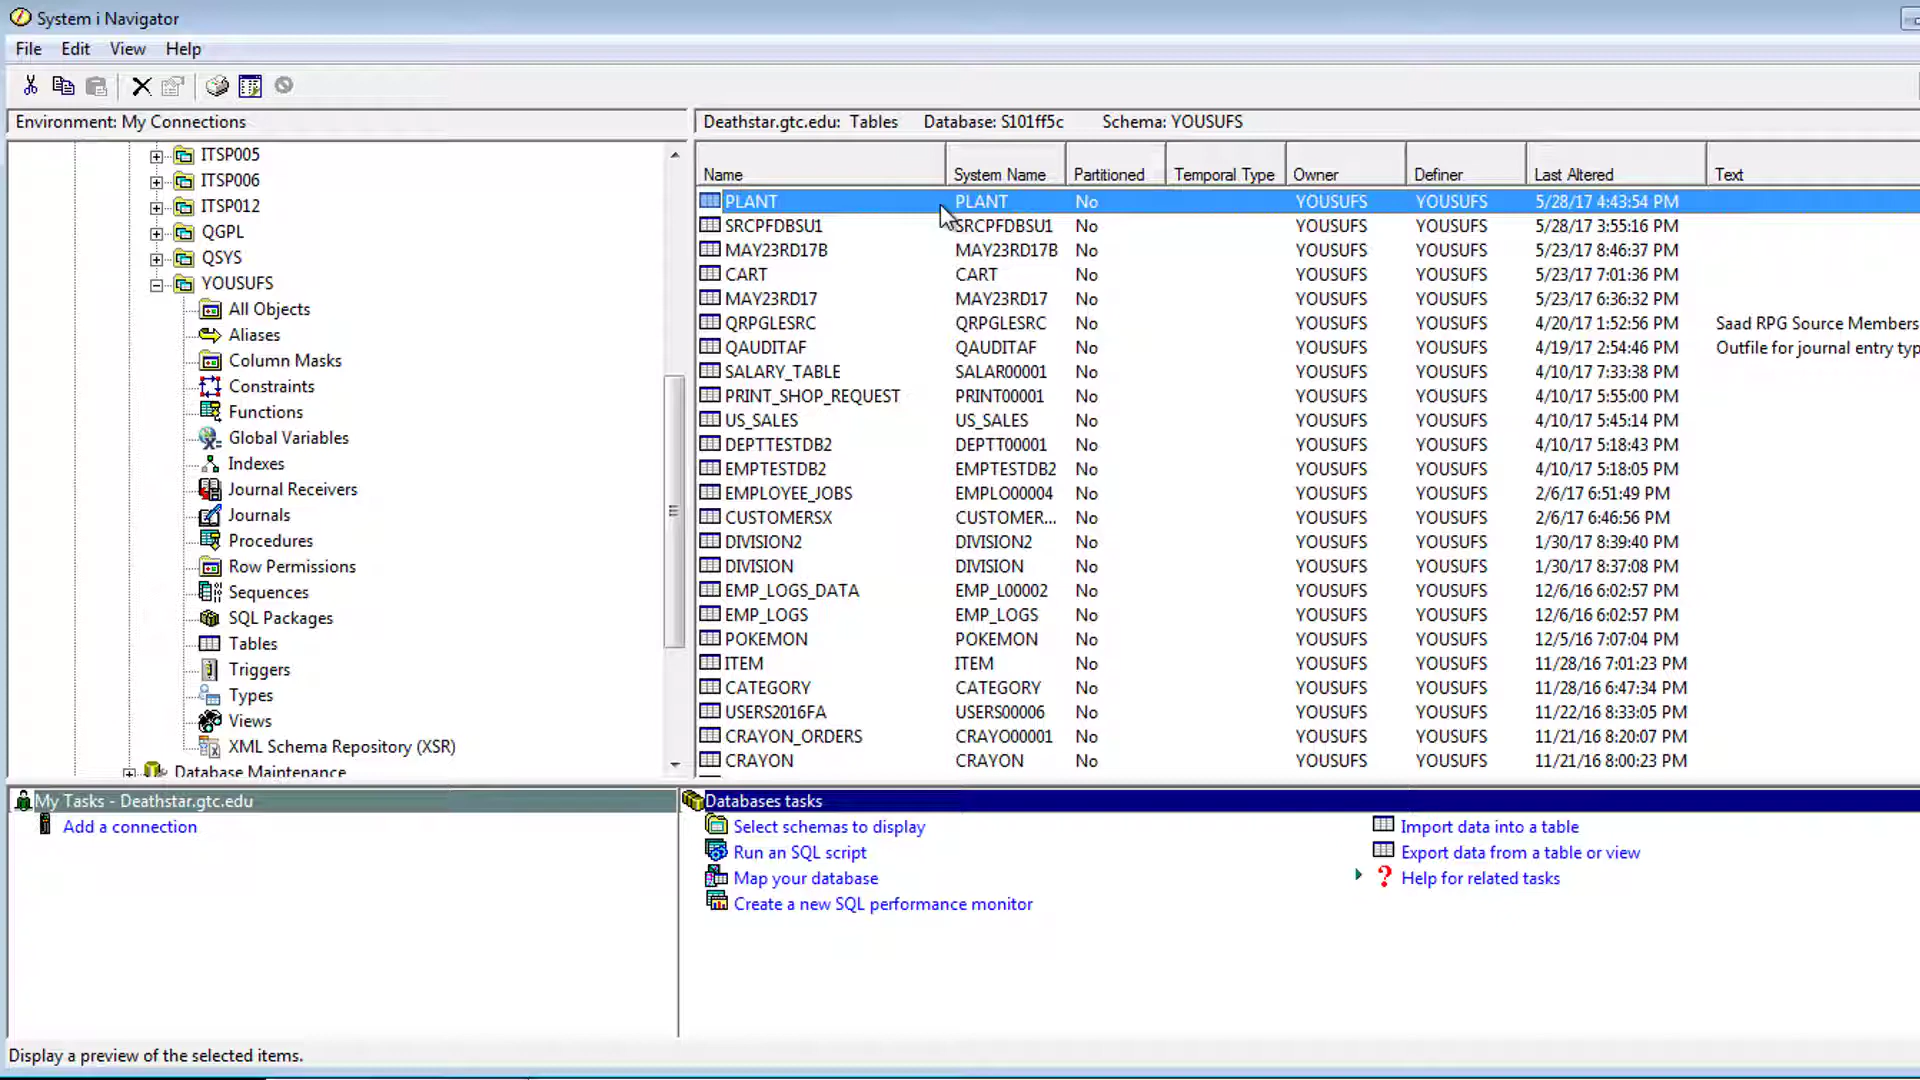 System i Navigator
File Edit View Help
Environment: My Connections
Deathstar.gtc.edu: Tables Database: S101ff5c Schema: YOUSUFS
ITSP005
ITSP006
ITSP012
QGPL
QSYS
YOUSUFS
All Objects
Aliases
Column Masks
Constraints
Functions
Global Variables
Indexes
Journal Receivers
Journals
Procedures
Row Permissions
Sequences
SQL Packages
Tables
Triggers
Types
Views
XML Schema Repository (XSR)
Database Maintenance
Name System Name Partitioned Temporal Type Owner Definer Last Altered Text
PLANT PLANT No YOUSUFS YOUSUFS 5/28/17 4:43:54 PM
SRCPFDBSU1 SRCPFDBSU1 No YOUSUFS YOUSUFS 5/28/17 3:55:16 PM
MAY23RD17B MAY23RD17B No YOUSUFS YOUSUFS 5/23/17 8:46:37 PM
CART CART No YOUSUFS YOUSUFS 5/23/17 7:01:36 PM
MAY23RD17 MAY23RD17 No YOUSUFS YOUSUFS 5/23/17 6:36:32 PM
QRPGLESRC QRPGLESRC No YOUSUFS YOUSUFS 4/20/17 1:52:56 PM Saad RPG Source Members
QAUDITAF QAUDITAF No YOUSUFS YOUSUFS 4/19/17 2:54:46 PM Outfile for journal entry typ
SALARY_TABLE SALAR00001 No YOUSUFS YOUSUFS 4/10/17 7:33:38 PM
PRINT_SHOP_REQUEST PRINT00001 No YOUSUFS YOUSUFS 4/10/17 5:55:00 PM
US_SALES US_SALES No YOUSUFS YOUSUFS 4/10/17 5:45:14 PM
DEPTTESTDB2 DEPTT00001 No YOUSUFS YOUSUFS 4/10/17 5:18:43 PM
EMPTESTDB2 EMPTESTDB2 No YOUSUFS YOUSUFS 4/10/17 5:18:05 PM
EMPLOYEE_JOBS EMPLO00004 No YOUSUFS YOUSUFS 2/6/17 6:51:49 PM
CUSTOMERSX CUSTOMER... No YOUSUFS YOUSUFS 2/6/17 6:46:56 PM
DIVISION2 DIVISION2 No YOUSUFS YOUSUFS 1/30/17 8:39:40 PM
DIVISION DIVISION No YOUSUFS YOUSUFS 1/30/17 8:37:08 PM
EMP_LOGS_DATA EMP_L00002 No YOUSUFS YOUSUFS 12/6/16 6:02:57 PM
EMP_LOGS EMP_LOGS No YOUSUFS YOUSUFS 12/6/16 6:02:57 PM
POKEMON POKEMON No YOUSUFS YOUSUFS 12/5/16 7:07:04 PM
ITEM ITEM No YOUSUFS YOUSUFS 11/28/16 7:01:23 PM
CATEGORY CATEGORY No YOUSUFS YOUSUFS 11/28/16 6:47:34 PM
USERS2016FA USERS00006 No YOUSUFS YOUSUFS 11/22/16 8:33:05 PM
CRAYON_ORDERS CRAYO00001 No YOUSUFS YOUSUFS 11/21/16 8:20:07 PM
CRAYON CRAYON No YOUSUFS YOUSUFS 11/21/16 8:00:23 PM
My Tasks - Deathstar.gtc.edu
Add a connection
Databases tasks
Select schemas to display
Run an SQL script
Map your database
Create a new SQL performance monitor
Import data into a table
Export data from a table or view
Help for related tasks
Display a preview of the selected items.